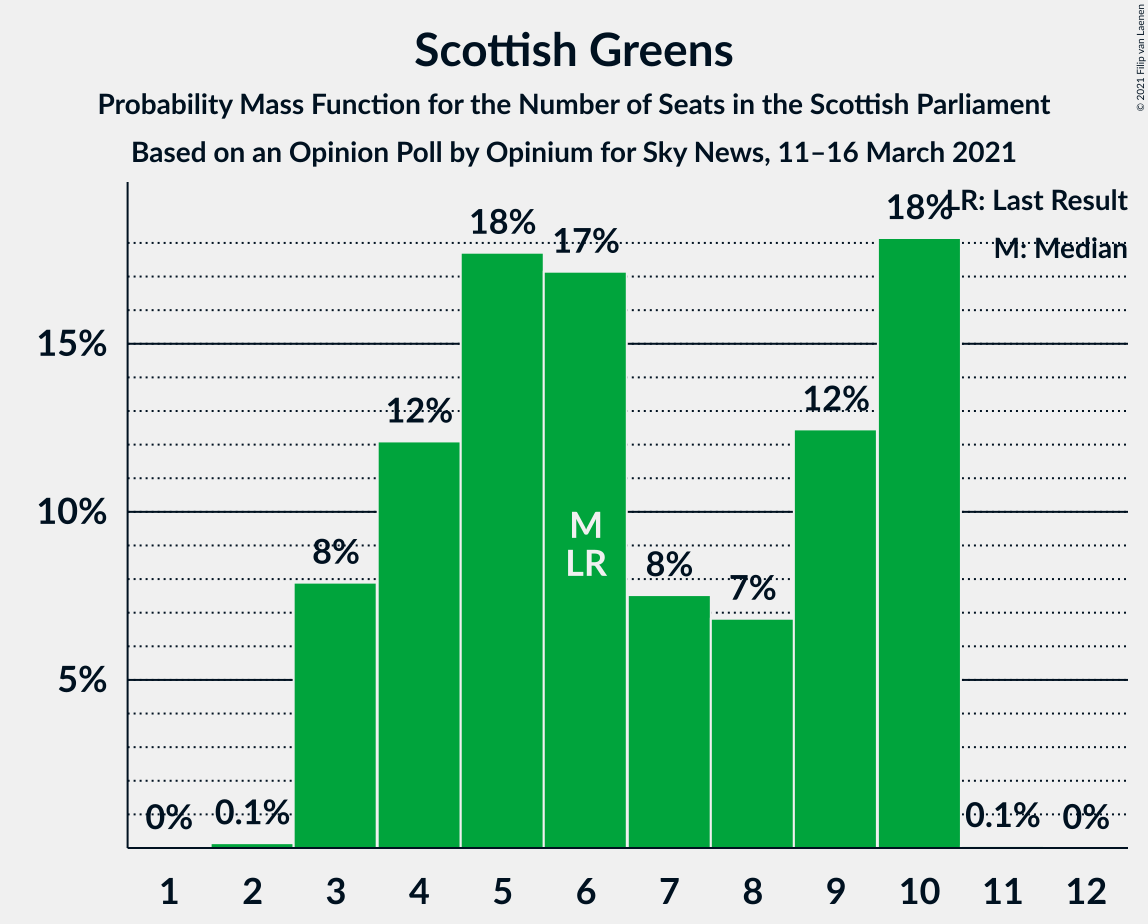 Scottish Greens
Probability Mass Function for the Number of Seats in the Scottish Parliament
Based on an Opinion Poll by Opinium for Sky News, 11–16 March 2021
© 2021 Filip van Laenen
LR: Last Result
M: Median
15%
10%
5%
0%
0.1%
8%
12%
18%
17%
8%
7%
12%
18%
0.1%
0%
M
LR
1 2 3 4 5 6 7 8 9 10 11 12